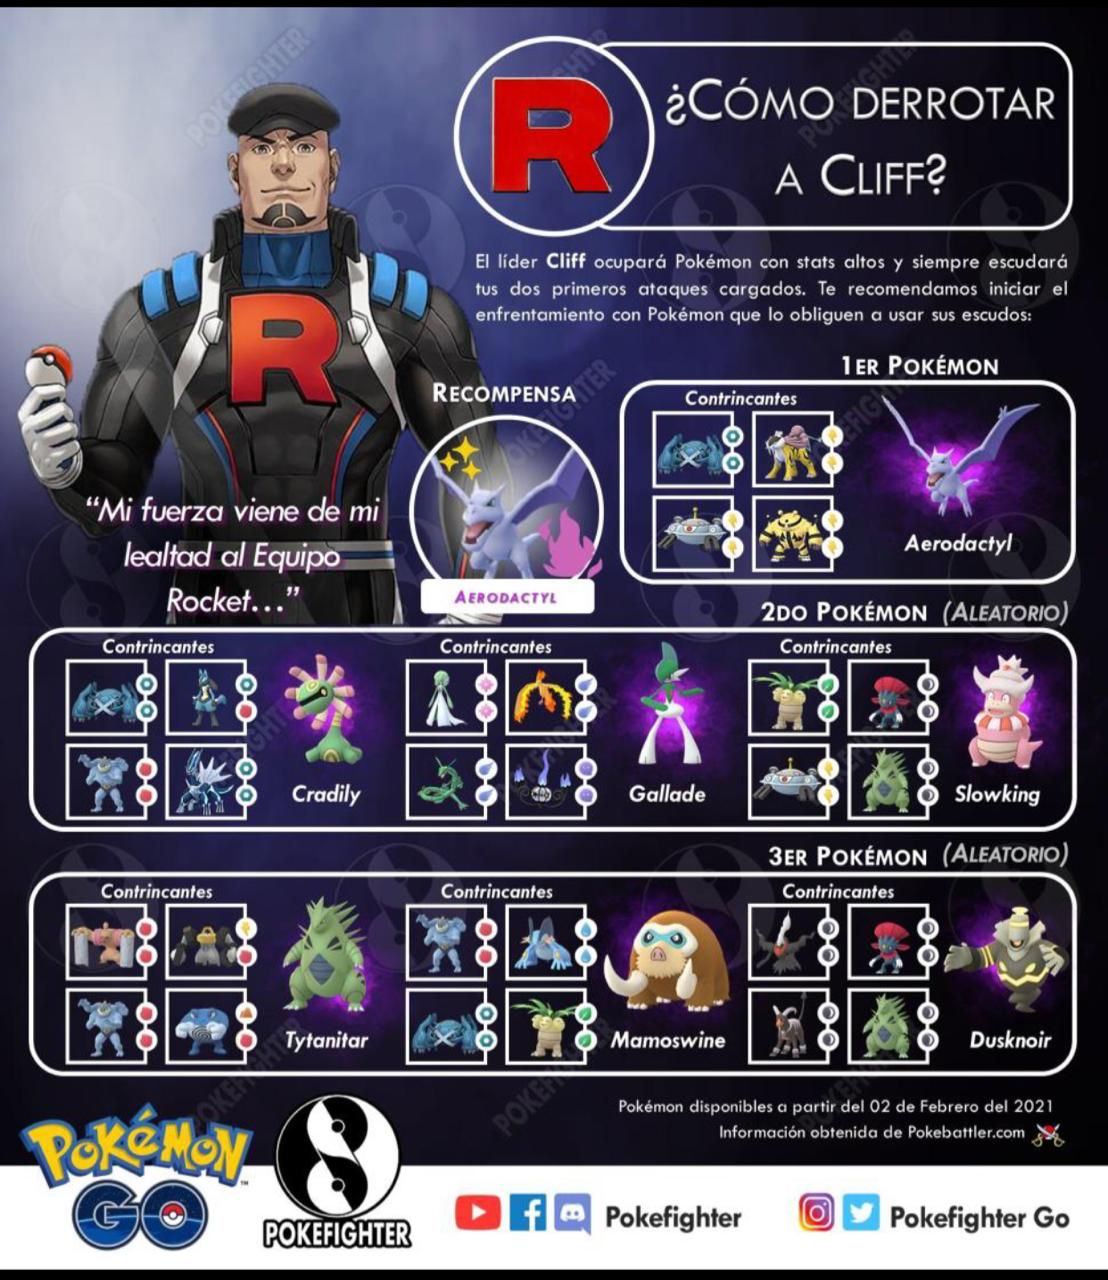 R
¿CÓMO DERROTAR
A CLIFF?
El líder Cliff ocupará Pokémon con stats altos y siempre escudará
tus dos primeros ataques cargados. Te recomendamos iniciar el
enfrentamiento con Pokémon que lo obliguen a usar sus escudos:
R
1ER POKÉMON
RECOMPENSA
Contrincantes
"Mi fuerza viene de mi
lealtad al Equipo
Rocket..."
Aerodactyl
AERODACTYL
2DO POKÉMON (ALEATORIO)
Contrincantes
Cradily
Contrincantes
Gallade
Contrincantes
Slowking
3ER POKÉMON (ALEATORIO)
Contrincantes
Tytanitar
Contrincantes
Mamoswine
Contrincantes
Dusknoir
Pokémon disponibles a partir del 02 de Febrero del 2021
Información obtenida de Pokebattler.com
POKÉMON
GO
TM
POKEFIGHTER
Pokefighter
Pokefighter Go